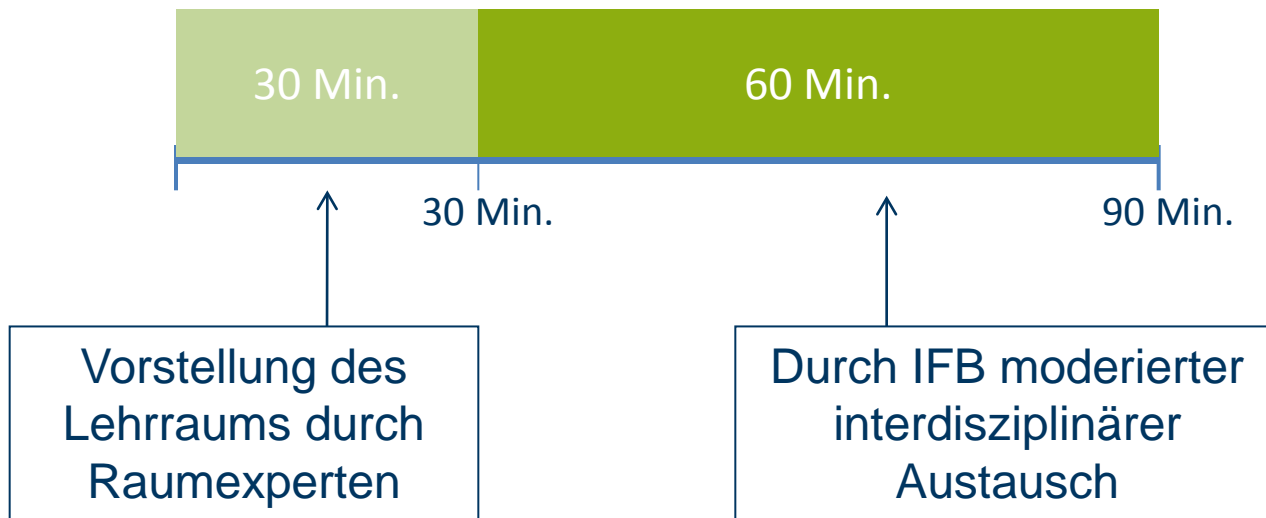 30 Min.
60 Min.
30 Min.
90 Min.
Vorstellung des
Lehrraums durch
Raumexperten
Durch IFB moderierter
interdisziplinärer
Austausch